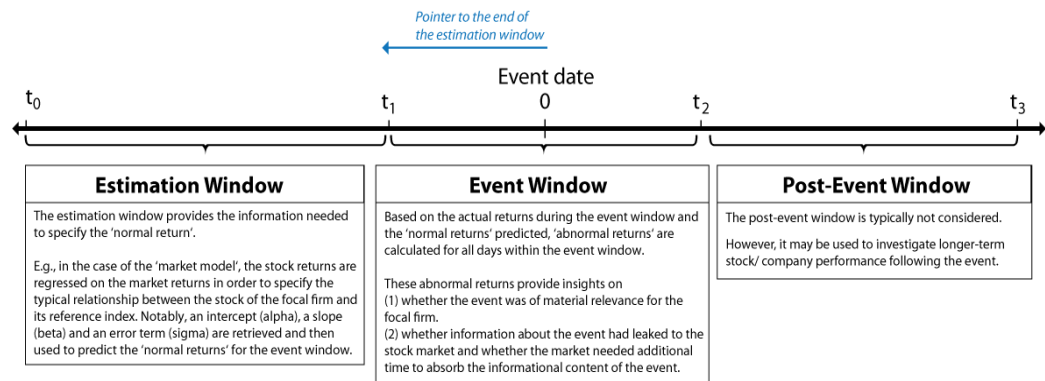 Pointer to the end of
the estimation window
Event date
t0
t1
0
t2
t3
Estimation Window
The estimation window provides the information needed
to specify the ‘normal return‘.
E.g., in the case of the ‘market model‘, the stock returns are
regressed on the market returns in order to specify the
typical relationship between the stock of the focal firm and
its reference index. Notably, an intercept (alpha), a slope
(beta) and an error term (sigma) are retrieved and then
used to predict the ‘normal returns‘ for the event window.
Event Window
Based on the actual returns during the event window and
the ‘normal returns‘ predicted, ‘abnormal returns‘ are
calculated for all days within the event window.
These abnormal returns provide insights on
(1) whether the event was of material relevance for the
focal firm.
(2) whether information about the event had leaked to the
stock market and whether the market needed additional
time to absorb the informational content of the event.
Post-Event Window
The post-event window is typically not considered.
However, it may be used to investigate longer-term
stock/ company performance following the event.